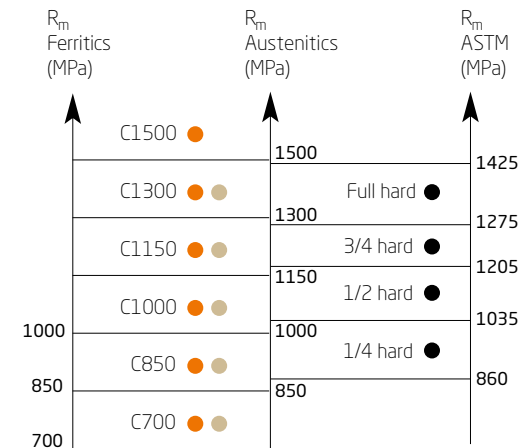 Rm
Ferritics
(MPa)
Rm
Austenitics
(MPa)
Rm
ASTM
(MPa)
C1500
1500
1425
C1300
Full hard
1300
1275
C1150
3/4 hard
1205
1150
C1000
1/2 hard
1035
1000
1000
C850
1/4 hard
860
850
850
C700
700